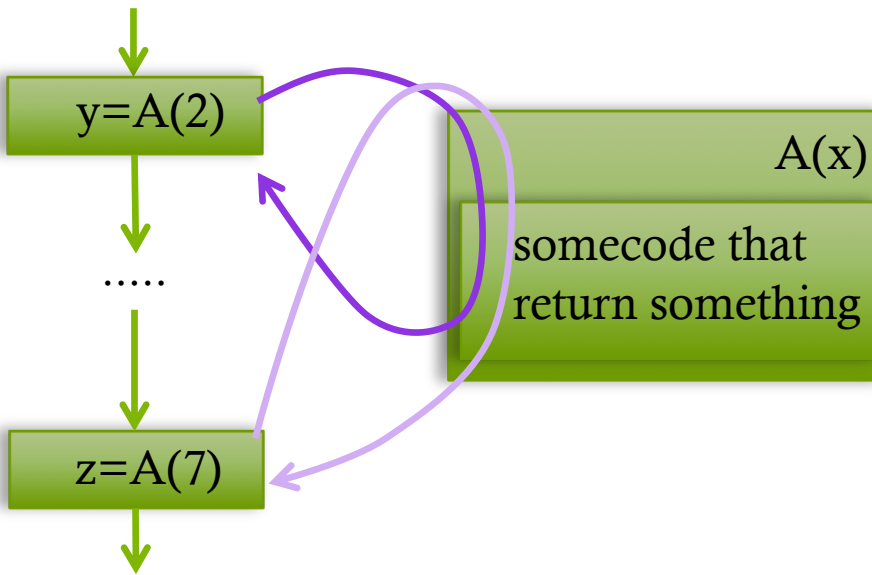 y=A(2)
A(x)
somecode that
return something
.....
z=A(7)